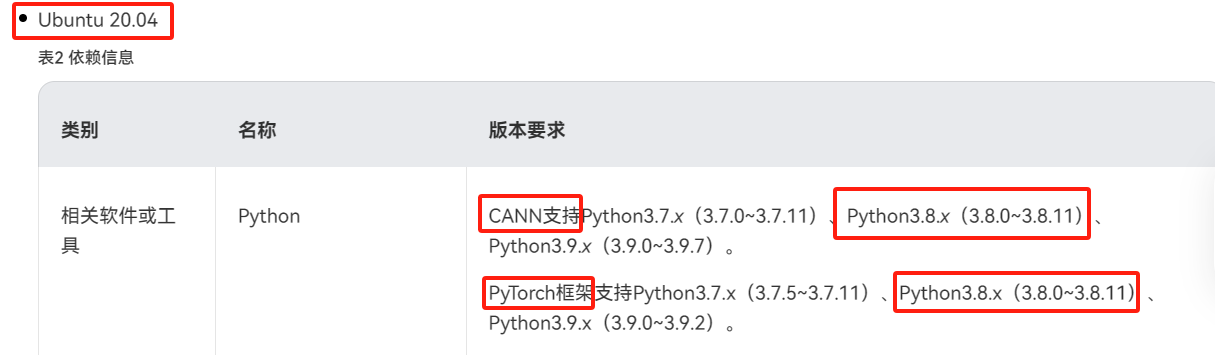 Ubuntu 20.04
表2 依赖信息
类别 名称 版本要求
相关软件或工具
Python
CANN支持Python3.7.x（3.7.0~3.7.11）、Python3.8.x（3.8.0~3.8.11）、
Python3.9.x（3.9.0~3.9.7）。
PyTorch框架支持Python3.7.x（3.7.5~3.7.11）、Python3.8.x（3.8.0~3.8.11）、
Python3.9.x（3.9.0~3.9.2）。